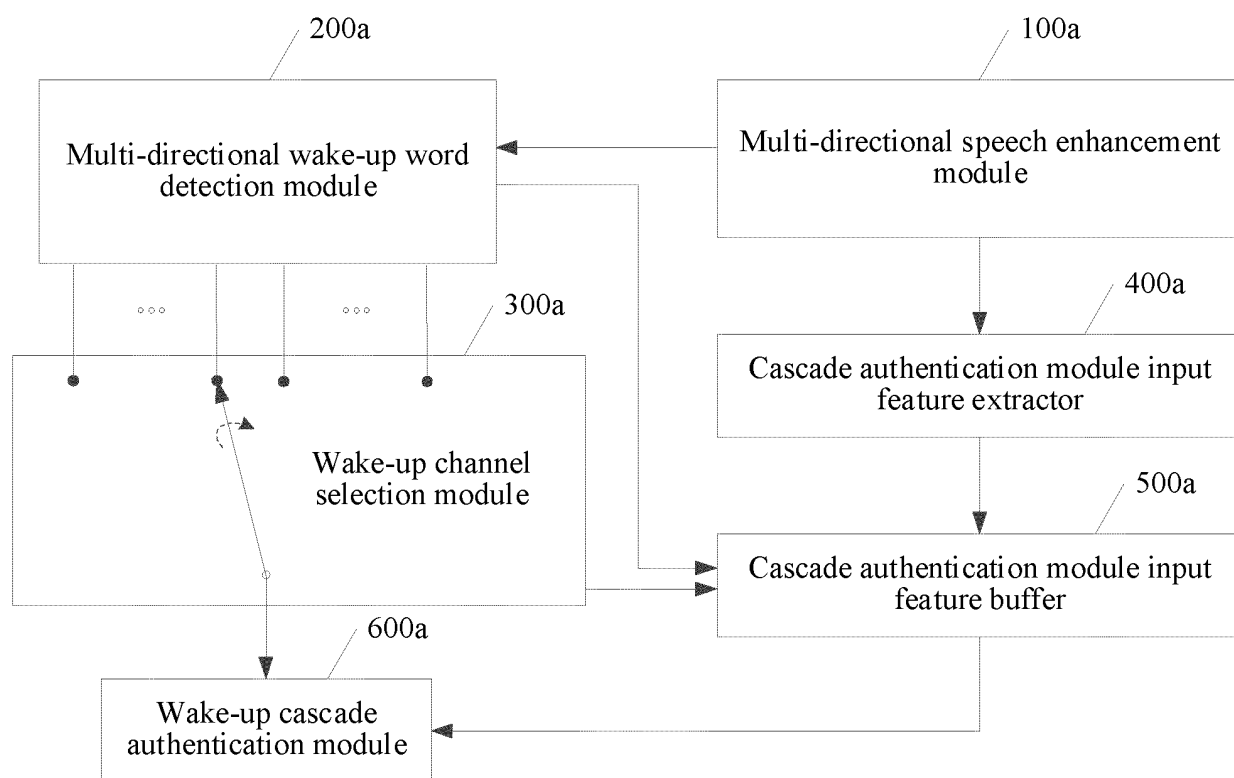 200a
100a
Multi-directional wake-up word
detection module
Multi-directional speech enhancement
module
300a
400a
Cascade authentication module input
feature extractor
Wake-up channel
selection module
500a
Cascade authentication module input
feature buffer
600a
Wake-up cascade
authentication module